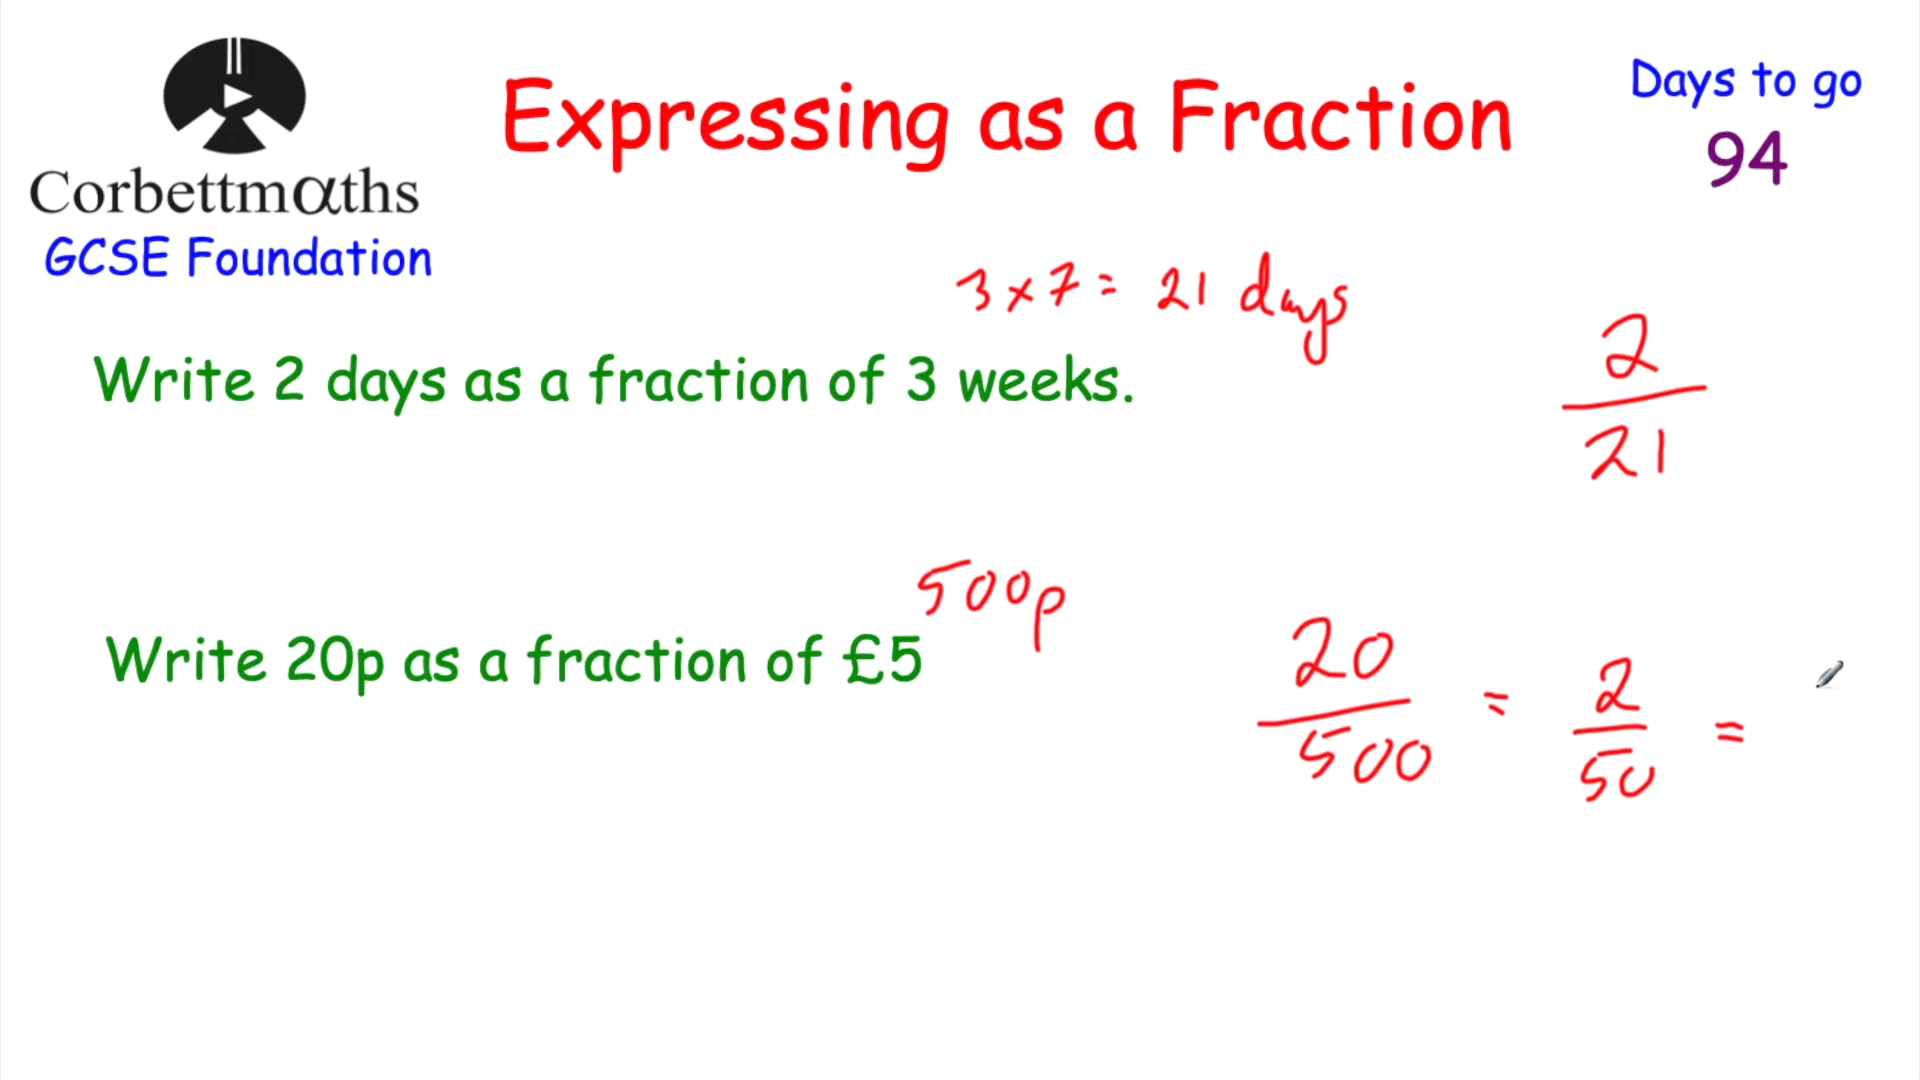 Corbettmαths
GCSE Foundation
Expressing as a Fraction
Days to go
94
3 x 7 = 21 days
Write 2 days as a fraction of 3 weeks.
2
21
500p
Write 20p as a fraction of £5
20
500
=
2
50
=